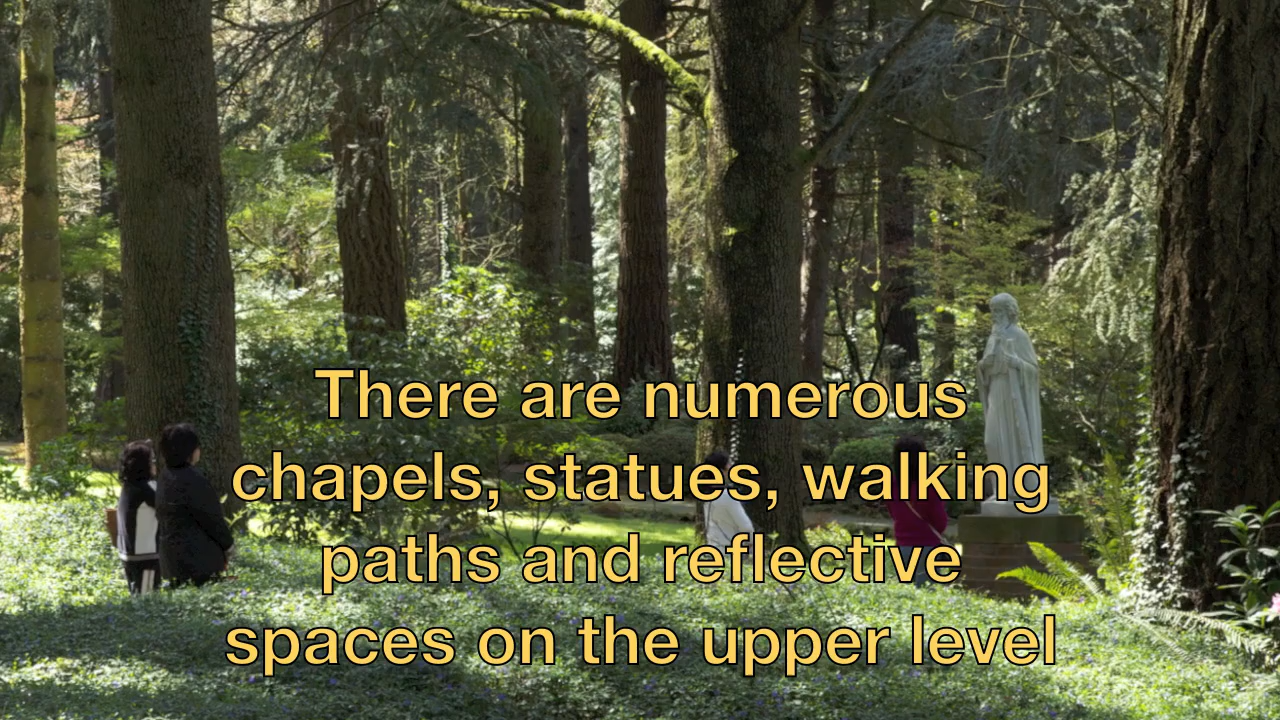 There are numerous
chapels, statues, walking
paths and reflective
spaces on the upper level